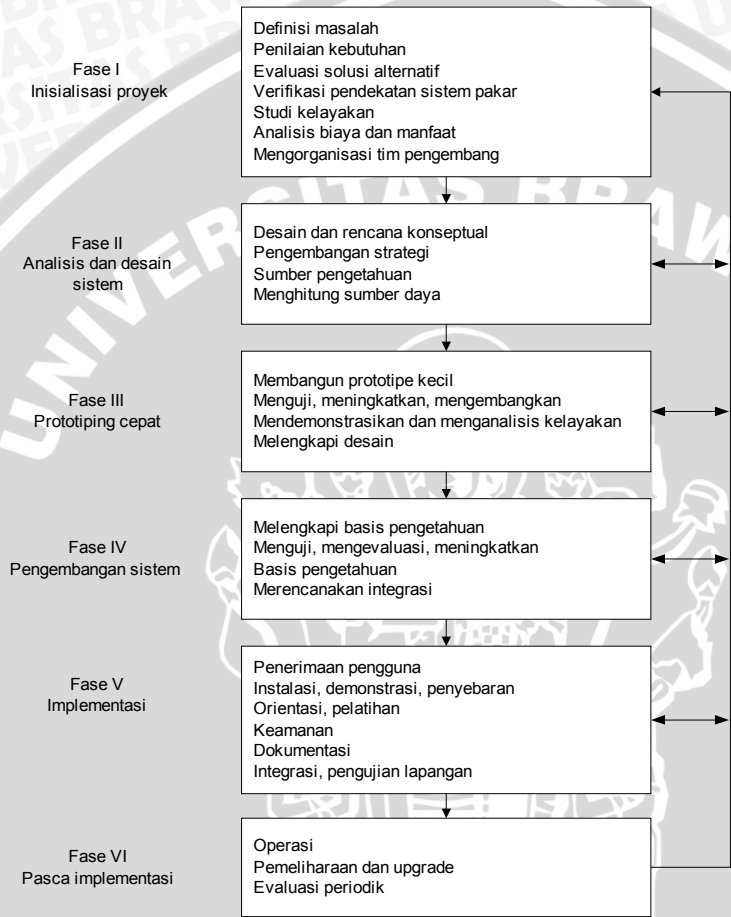 Fase I
Inisialisasi proyek
Definisi masalah
Penilaian kebutuhan
Evaluasi solusi alternatif
Verifikasi pendekatan sistem pakar
Studi kelayakan
Analisis biaya dan manfaat
Mengorganisasi tim pengembang
Fase II
Analisis dan desain
sistem
Desain dan rencana konseptual
Pengembangan strategi
Sumber pengetahuan
Menghitung sumber daya
Fase III
Prototiping cepat
Membangun prototipe kecil
Menguji, meningkatkan, mengembangkan
Mendemonstrasikan dan menganalisis kelayakan
Melengkapi desain
Fase IV
Pengembangan sistem
Melengkapi basis pengetahuan
Menguji, mengevaluasi, meningkatkan
Basis pengetahuan
Merencanakan integrasi
Fase V
Implementasi
Penerimaan pengguna
Instalasi, demonstrasi, penyebaran
Orientasi, pelatihan
Keamanan
Dokumentasi
Integrasi, pengujian lapangan
Fase VI
Pasca implementasi
Operasi
Pemeliharaan dan upgrade
Evaluasi periodik
UNIVERSITAS BRAW